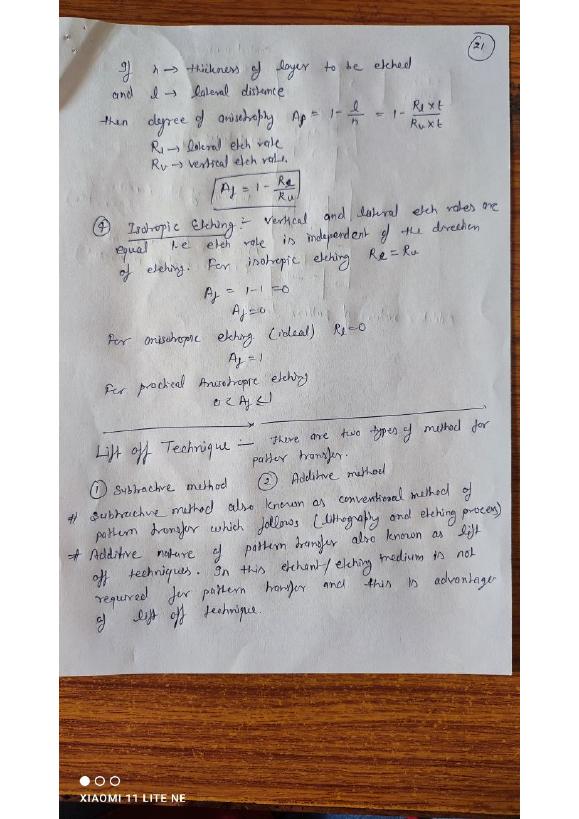 21
If h → thickness of layer to be etched
and l → lateral distance
then degree of anisotrophy Af = 1 - l/h = 1 - Rl×t/Rv×t
Rl → lateral etch rate
Rv → vertical etch rate.
Af = 1 - Rl/Rv
Isotropic Etching :- vertical and lateral etch rates are
equal i.e etch rate is independent of the direction
of etching. For isotropic etching Rl = Rv
Af = 1-1 = 0
Af = 0
For anisotropic etching (ideal) Rl = 0
Af = 1
For practical Anisotropic etching
0 < Af < 1
Lift off Technique :- There are two types of method for
patter transfer.
① Subtractive method ② Additive method
# Subtractive method also known as conventional method of
pattern transfer which follows (lithography and etching process)
# Additive nature of pattern transfer also known as lift
off techniques. In this etchant/etching medium is not
required for pattern transfer and this is advantage
of lift off technique.
XIAOMI 11 LITE NE